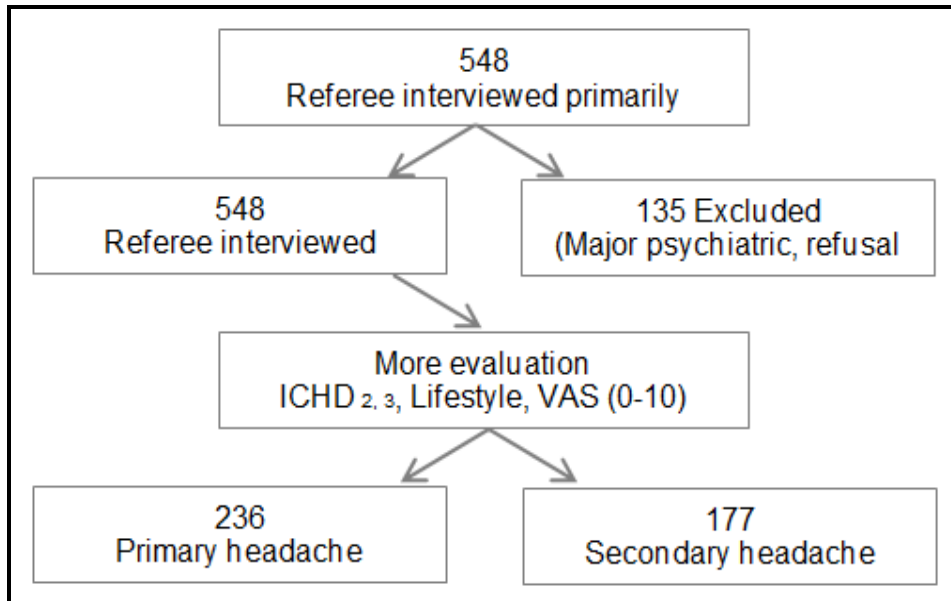 548
Referee interviewed primarily
548
Referee interviewed
135 Excluded
(Major psychiatric, refusal
More evaluation
ICHD 2, 3, Lifestyle, VAS (0-10)
236
Primary headache
177
Secondary headache